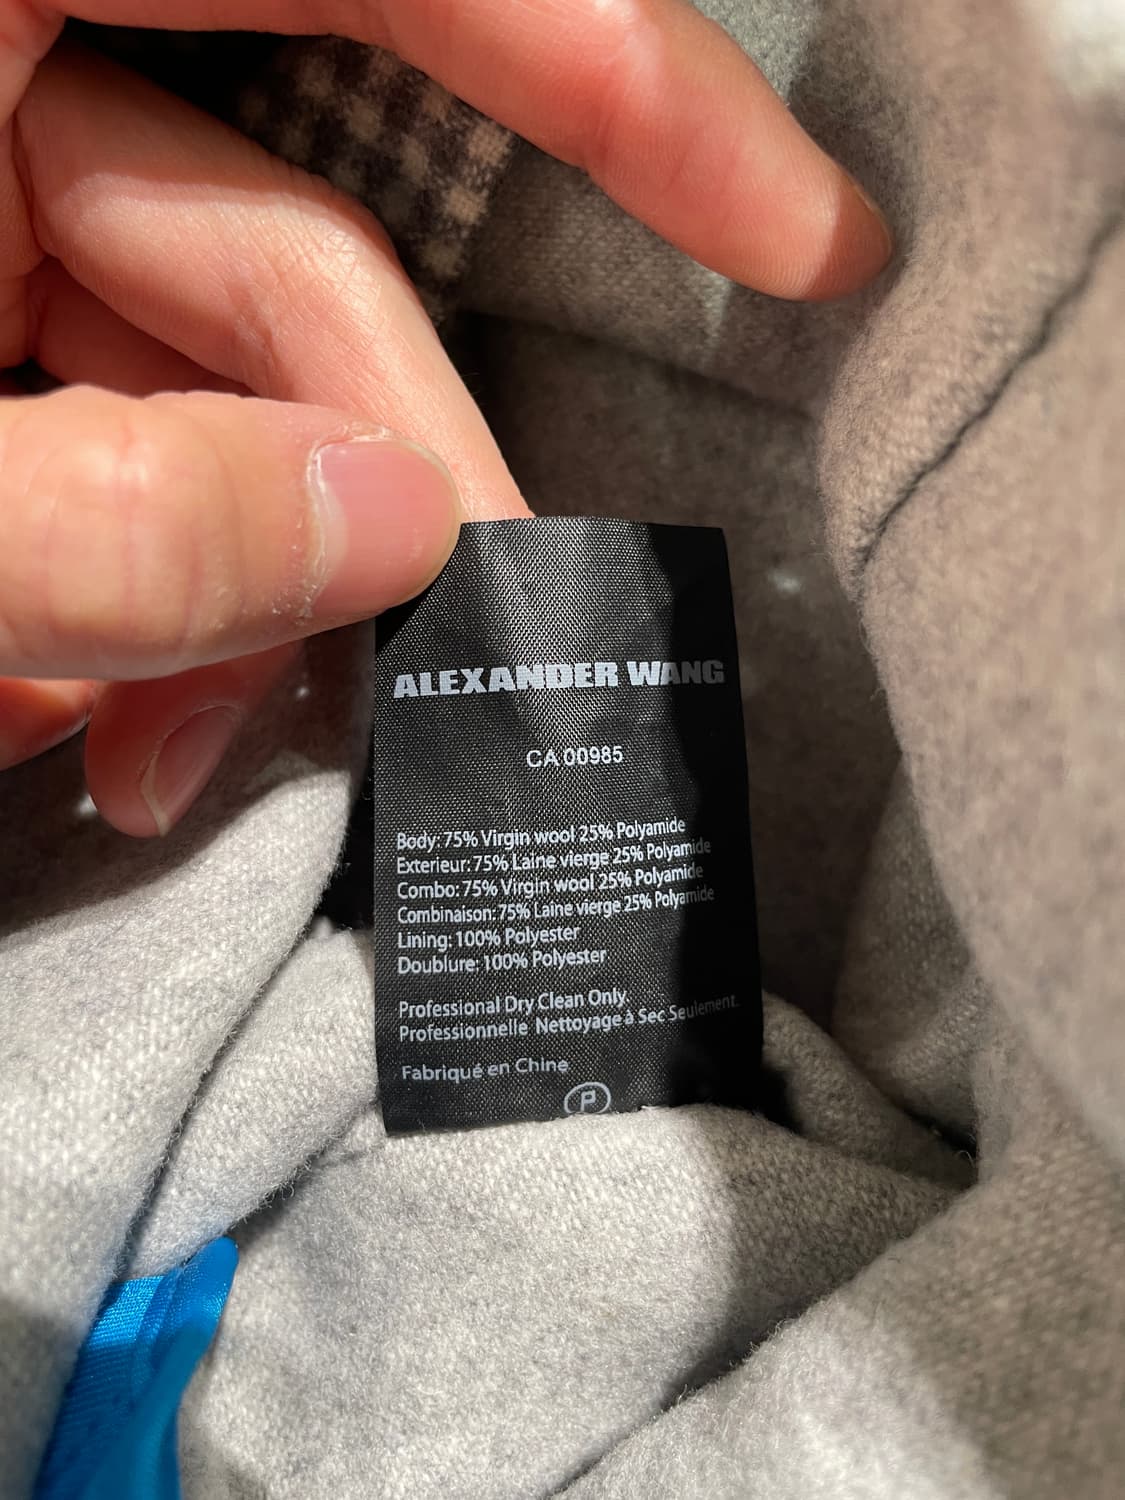 ALEXANDER WANG
CA 00985
Body: 75% Virgin wool 25% Polyamide
Exterieur: 75% Laine vierge 25% Polyamide
Combo: 75% Virgin wool 25% Polyamide
Combinaison: 75% Laine vierge 25% Polyamide
Lining: 100% Polyester
Doublure: 100% Polyester
Professional Dry Clean Only.
Professionnelle Nettoyage à Sec Seulement.
Fabriqué en Chine
P